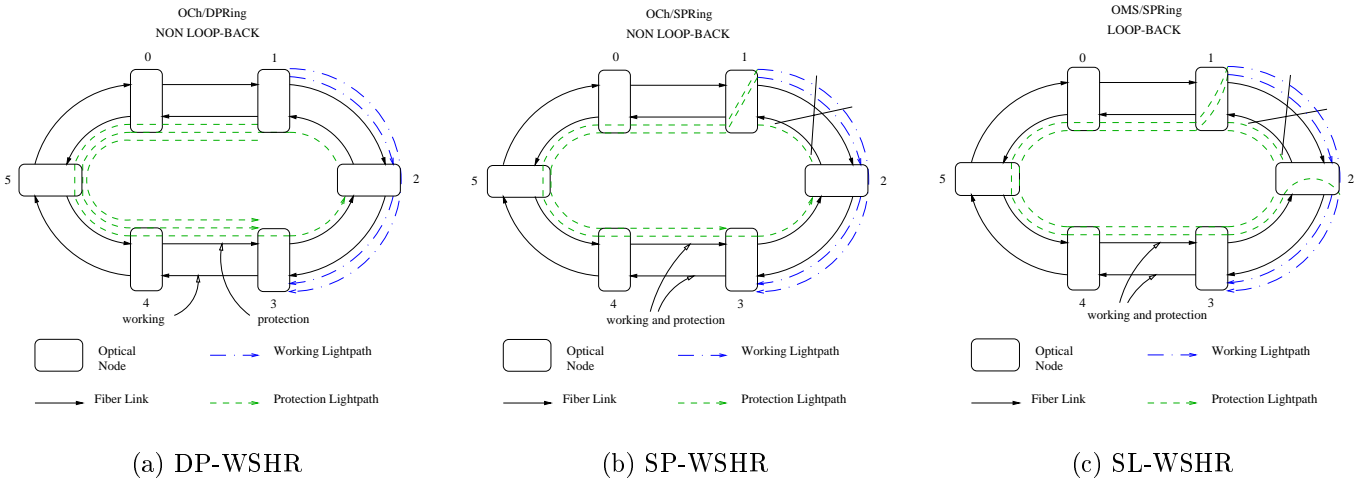 OCh/DPRing
NON LOOP-BACK
0
1
5
2
4
3
working
protection
Optical
Node
Working Lightpath
Fiber Link
Protection Lightpath
(a) DP-WSHR
OCh/SPRing
NON LOOP-BACK
0
1
5
2
4
3
working and protection
Optical
Node
Working Lightpath
Fiber Link
Protection Lightpath
(b) SP-WSHR
OMS/SPRing
LOOP-BACK
0
1
5
2
4
3
working and protection
Optical
Node
Working Lightpath
Fiber Link
Protection Lightpath
(c) SL-WSHR